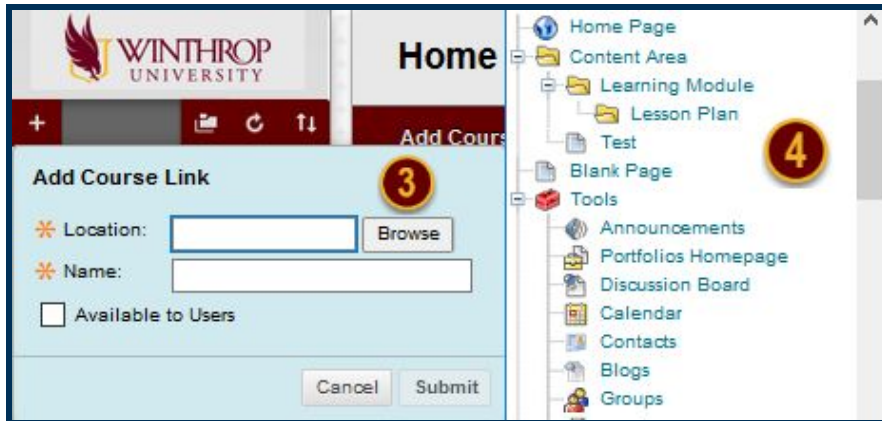 WINTHROP
UNIVERSITY
Home
+
Add Cours
Add Course Link
3
Location:
Browse
Name:
Available to Users
Cancel Submit
Home Page
Content Area
Learning Module
Lesson Plan
Test
4
Blank Page
Tools
Announcements
Portfolios Homepage
Discussion Board
Calendar
Contacts
Blogs
Groups